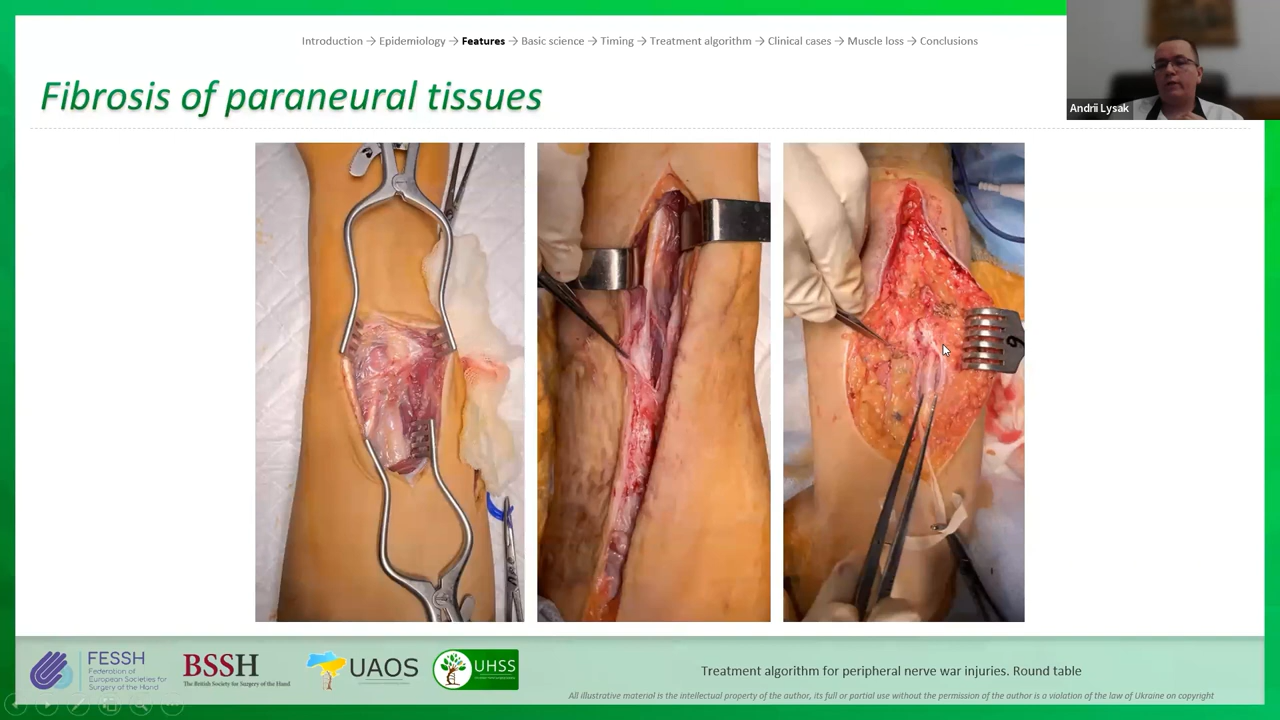 Introduction → Epidemiology → Features → Basic science → Timing → Treatment algorithm → Clinical cases → Muscle loss → Conclusions
Andrii Lysak
Fibrosis of paraneural tissues
FESSH
Federation of
European Societies for
Surgery of the Hand
BSSH
The British Society for Surgery of the Hand
UAOS
UHSS
Treatment algorithm for peripheral nerve war injuries. Round table
All illustrative material is the intellectual property of the author, its full or partial use without the permission of the author is a violation of the law of Ukraine on copyright